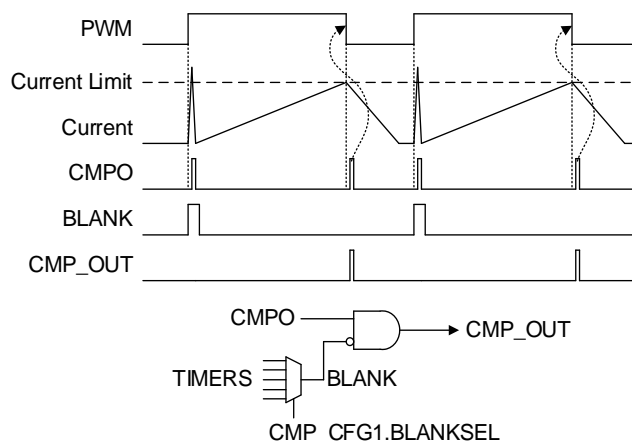 PWM
Current Limit
Current
CMPO
BLANK
CMP_OUT
CMPO
CMP_OUT
TIMERS
BLANK
CMP_CFG1.BLANKSEL